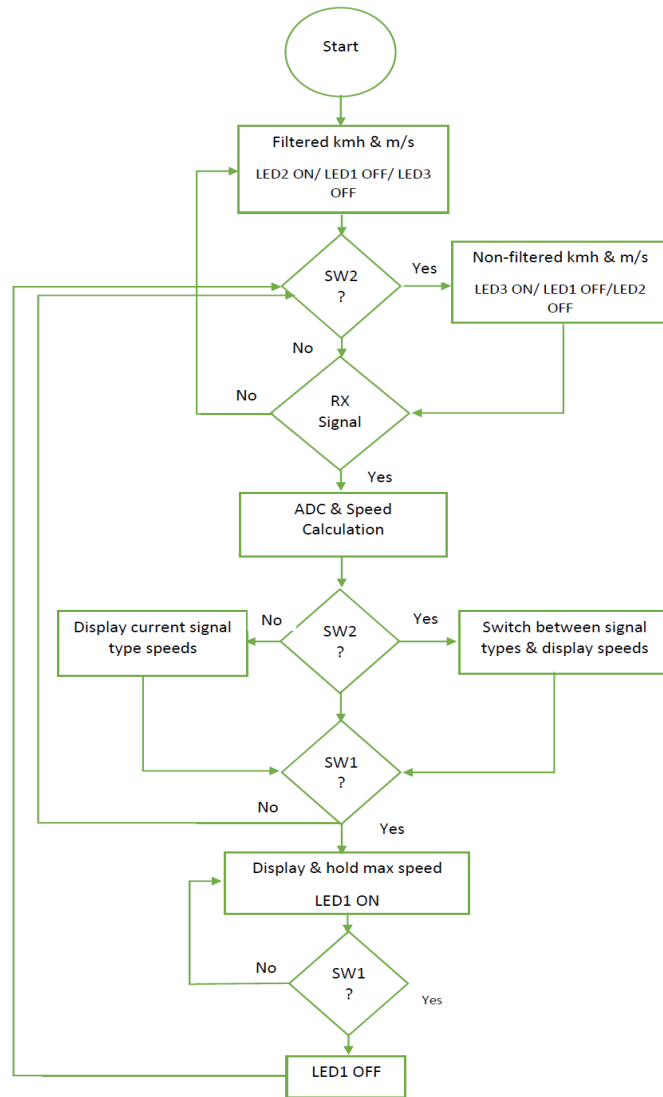 Start
Filtered kmh & m/s
LED2 ON/ LED1 OFF/ LED3
OFF
SW2
?
Yes
Non-filtered kmh & m/s
LED3 ON/ LED1 OFF/LED2
OFF
No
No
RX
Signal
Yes
ADC & Speed
Calculation
Display current signal
type speeds
No
SW2
?
Yes
Switch between signal
types & display speeds
SW1
?
No
Yes
Display & hold max speed
LED1 ON
No
SW1
?
Yes
LED1 OFF